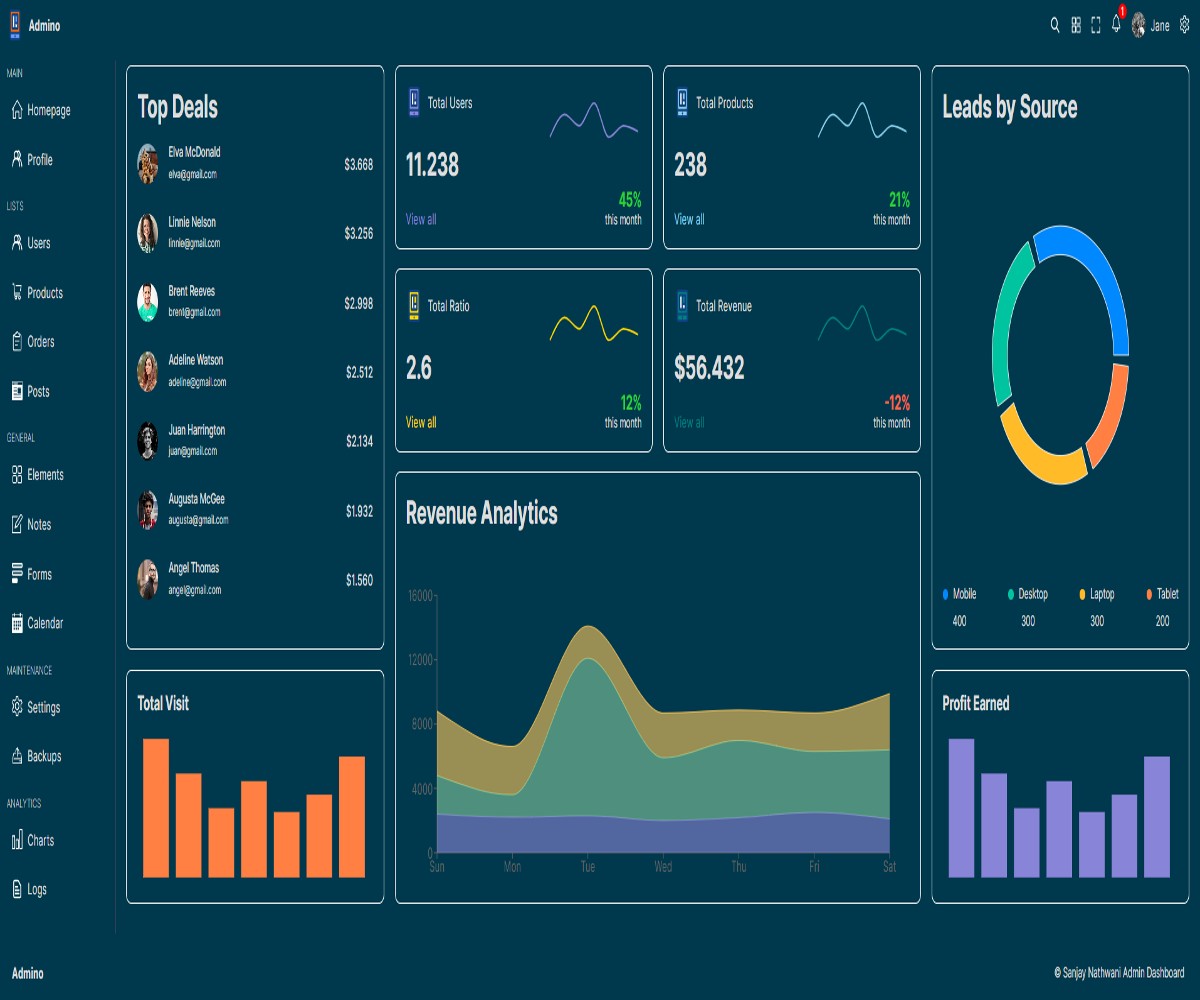 Admino
1
Jane
MAIN
Homepage
Profile
LISTS
Users
Products
Orders
Posts
GENERAL
Elements
Notes
Forms
Calendar
MAINTENANCE
Settings
Backups
ANALYTICS
Charts
Logs
Top Deals
Elva McDonald
elva@gmail.com
$3.668
Linnie Nelson
linnie@gmail.com
$3.256
Brent Reeves
brent@gmail.com
$2.998
Adeline Watson
adeline@gmail.com
$2.512
Juan Harrington
juan@gmail.com
$2.134
Augusta McGee
augusta@gmail.com
$1.932
Angel Thomas
angel@gmail.com
$1.560
Total Users
11.238
45%
View all
this month
Total Products
238
21%
View all
this month
Total Ratio
2.6
12%
View all
this month
Total Revenue
$56.432
-12%
View all
this month
Leads by Source
Mobile
400
Desktop
300
Laptop
300
Tablet
200
Total Visit
Revenue Analytics
16000
12000
8000
4000
0
Sun Mon Tue Wed Thu Fri Sat
Profit Earned
Admino
© Sanjay Nathwani Admin Dashboard